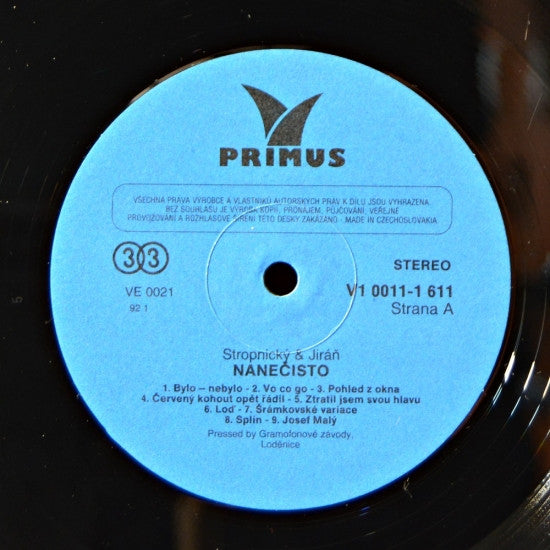 PRIMUS
VŠECHNA PRÁVA VÝROBCE A VLASTNÍKŮ AUTORSKÝCH PRÁV K DÍLU JSOU VYHRAZENA.
BEZ SOUHLASU JE VÝROBA KOPIÍ, PRONÁJEM, PŮJČOVÁNÍ, VEŘEJNÉ
PROVOZOVÁNÍ A ROZHLASOVÉ ŠÍŘENÍ TÉTO DESKY ZAKÁZÁNO - MADE IN CZECHOSLOVAKIA
33
STEREO
VE 0021
V1 0011-1 611
92 1
Strana A
Stropnický & Jiráň
NANEČISTO
1. Bylo – nebylo - 2. Vo co go - 3. Pohled z okna
4. Červený kohout opět řádil - 5. Ztratil jsem svou hlavu
6. Loď - 7. Šrámkovské variace
8. Splín - 9. Josef Malý
Pressed by Gramofonové závody,
Loděnice